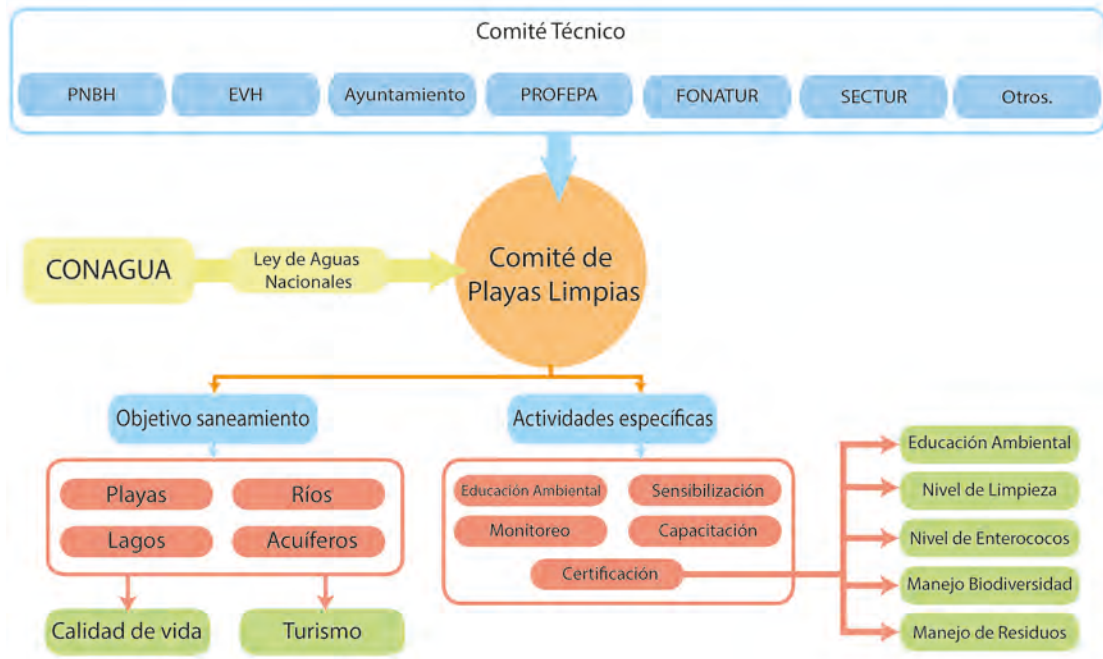 Comité Técnico
PNBH
EVH
Ayuntamiento
PROFEPA
FONATUR
SECTUR
Otros.
CONAGUA
Ley de Aguas
Nacionales
Comité de
Playas Limpias
Objetivo saneamiento
Actividades específicas
Playas
Ríos
Lagos
Acuíferos
Calidad de vida
Turismo
Educación Ambiental
Sensibilización
Monitoreo
Capacitación
Certificación
Educación Ambiental
Nivel de Limpieza
Nivel de Enterococos
Manejo Biodiversidad
Manejo de Residuos